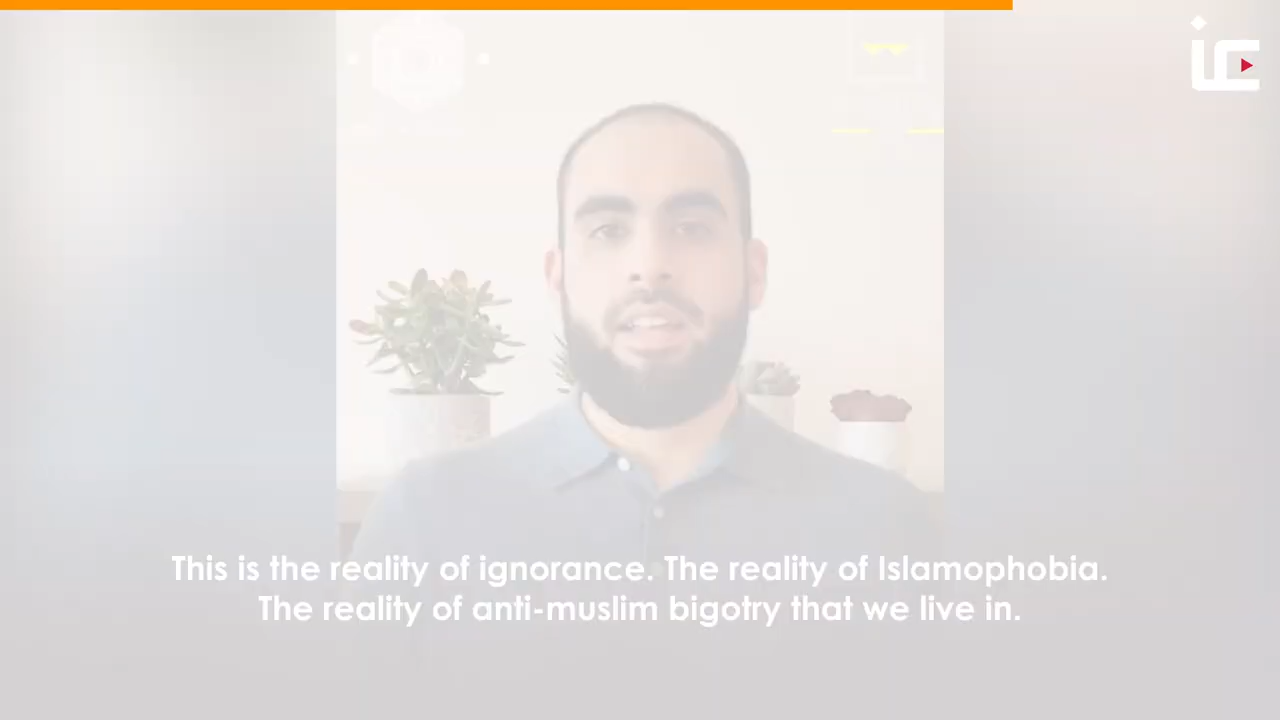 This is the reality of ignorance. The reality of Islamophobia.
The reality of anti-muslim bigotry that we live in.